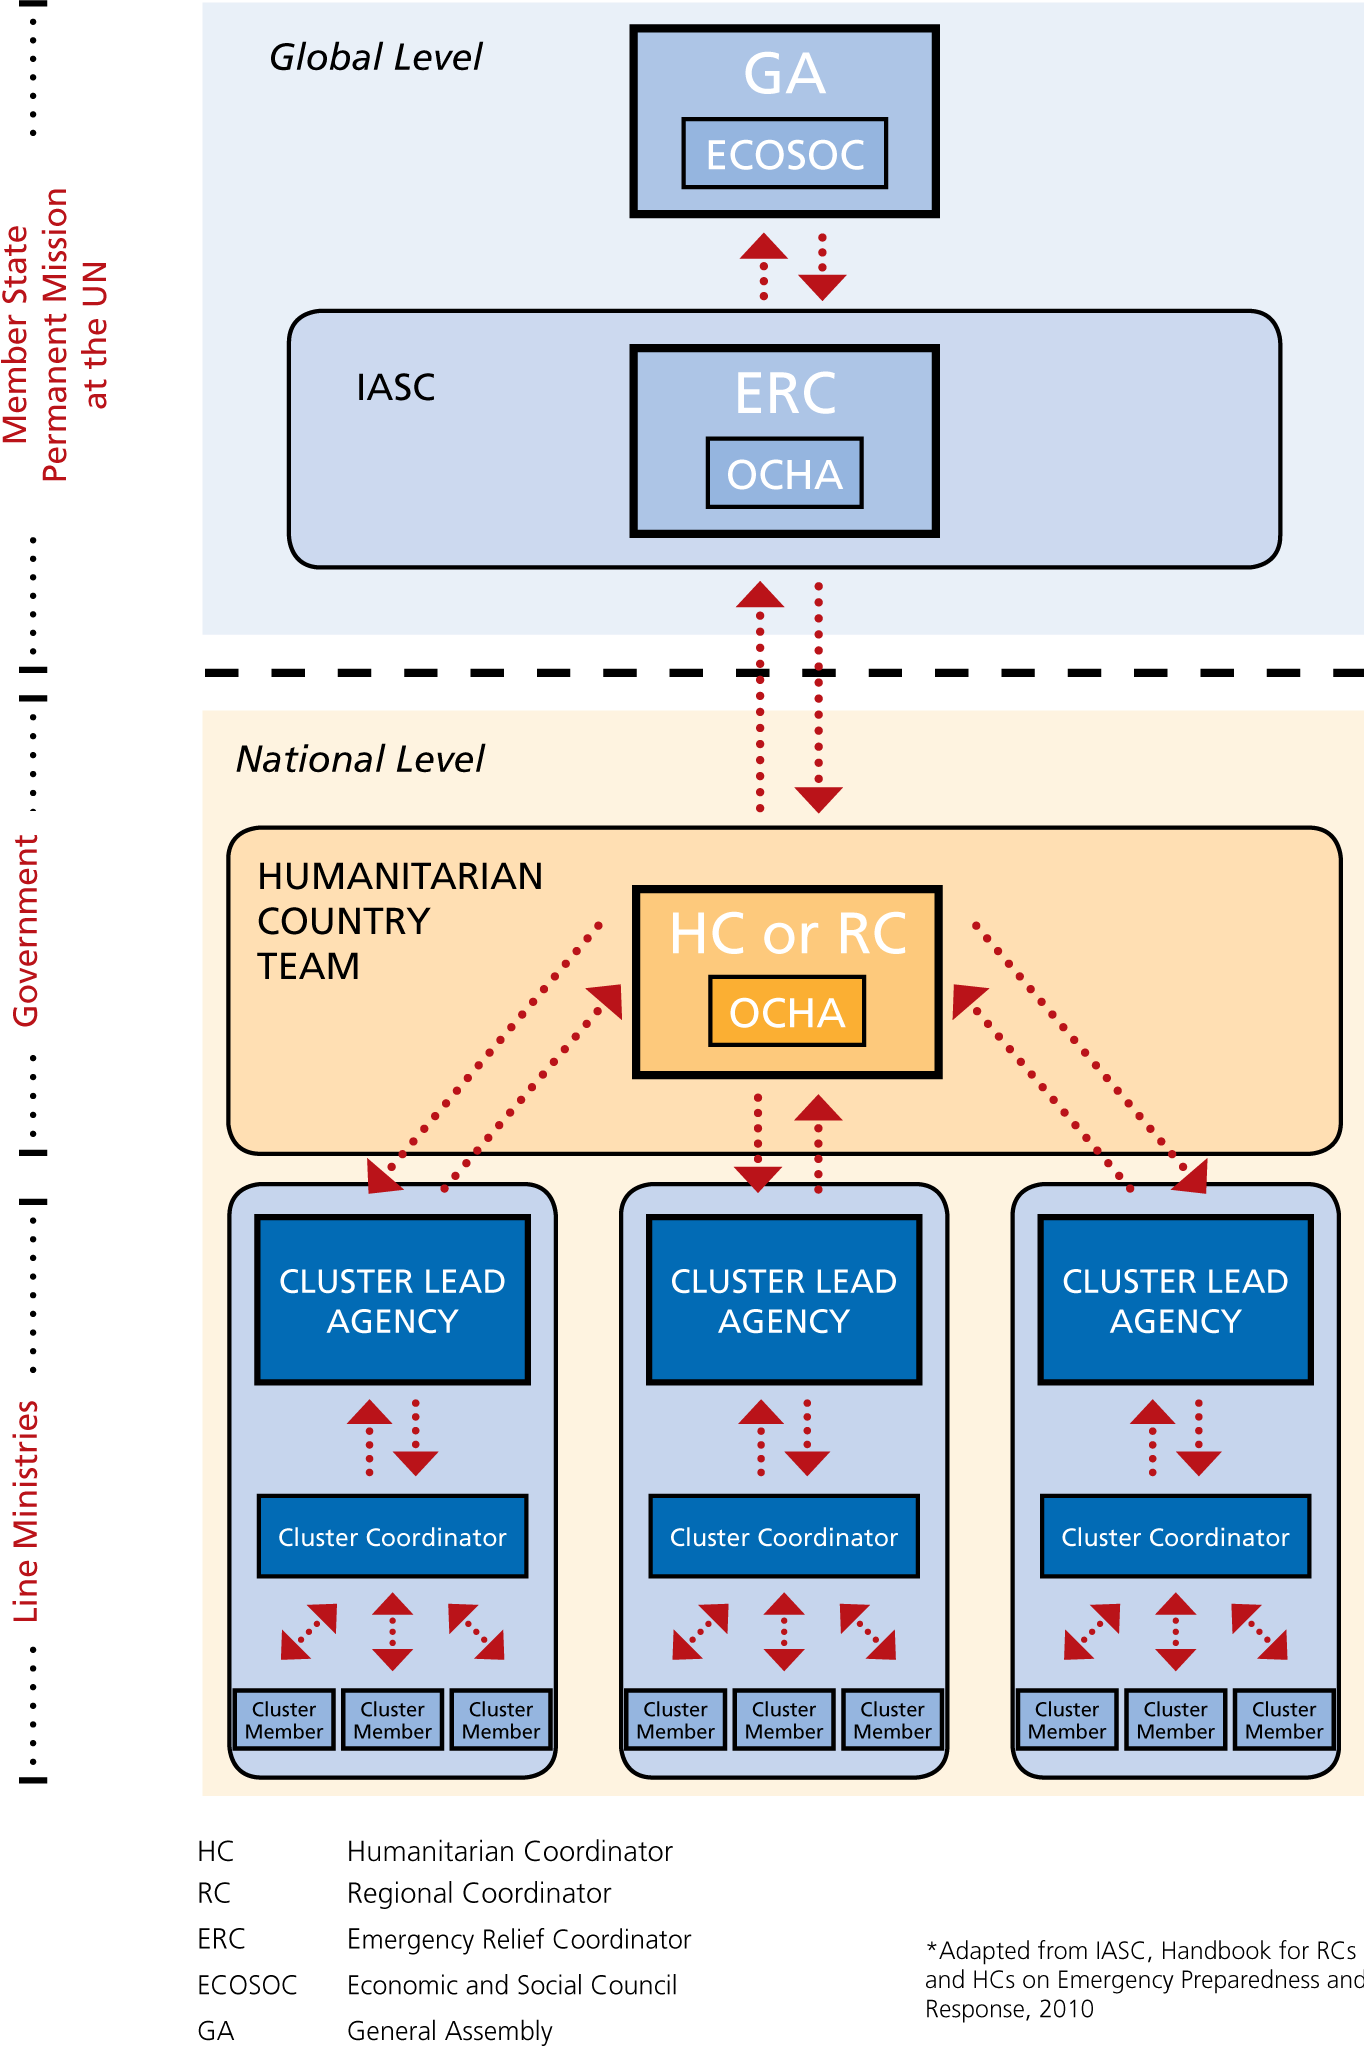 Global Level
GA
ECOSOC
Member State
Permanent Mission
at the UN
IASC
ERC
OCHA
National Level
Government
HUMANITARIAN
COUNTRY
TEAM
HC or RC
OCHA
Line Ministries
CLUSTER LEAD
AGENCY
CLUSTER LEAD
AGENCY
CLUSTER LEAD
AGENCY
Cluster Coordinator
Cluster Coordinator
Cluster Coordinator
Cluster
Member
Cluster
Member
Cluster
Member
Cluster
Member
Cluster
Member
Cluster
Member
Cluster
Member
Cluster
Member
Cluster
Member
HC Humanitarian Coordinator
RC Regional Coordinator
ERC Emergency Relief Coordinator
ECOSOC Economic and Social Council
GA General Assembly
*Adapted from IASC, Handbook for RCs
and HCs on Emergency Preparedness and
Response, 2010